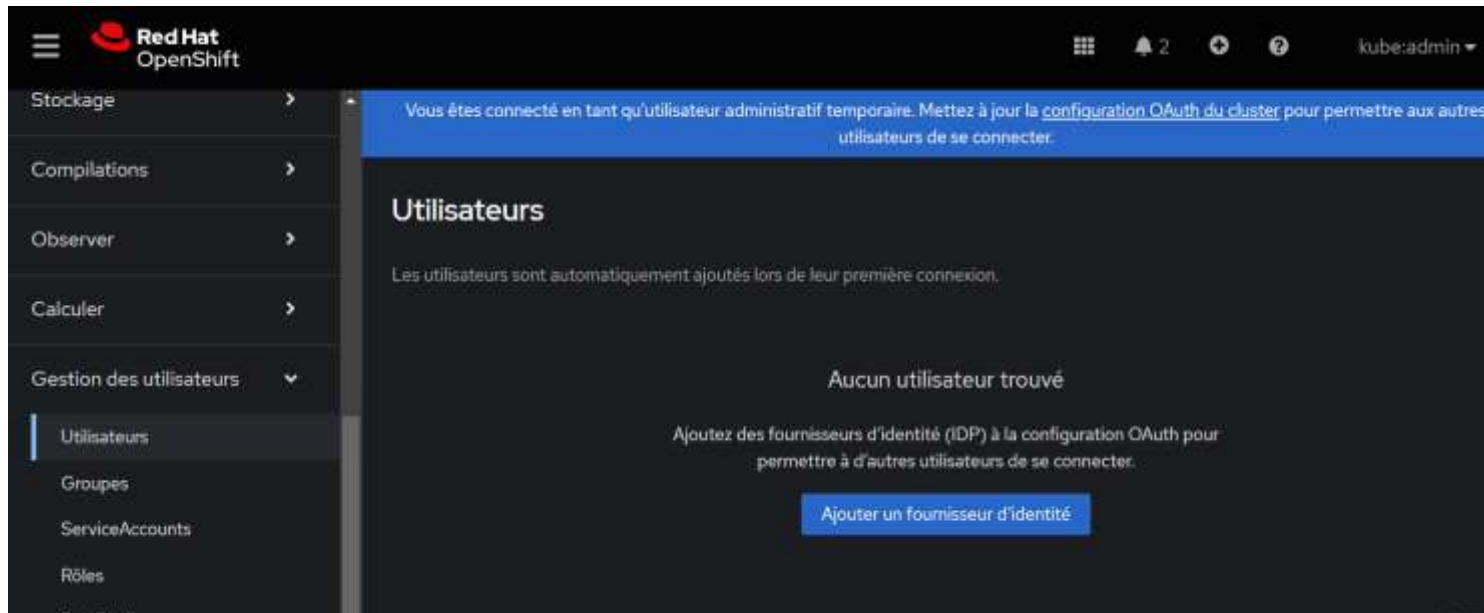 Red Hat
OpenShift
2
kube:admin
Stockage
Compilations
Observer
Calculer
Gestion des utilisateurs
Utilisateurs
Groupes
ServiceAccounts
Rôles
Vous êtes connecté en tant qu'utilisateur administratif temporaire. Mettez à jour la configuration OAuth du cluster pour permettre aux autres
utilisateurs de se connecter.
Utilisateurs
Les utilisateurs sont automatiquement ajoutés lors de leur première connexion.
Aucun utilisateur trouvé
Ajoutez des fournisseurs d'identité (IDP) à la configuration OAuth pour
permettre à d'autres utilisateurs de se connecter.
Ajouter un fournisseur d'identité